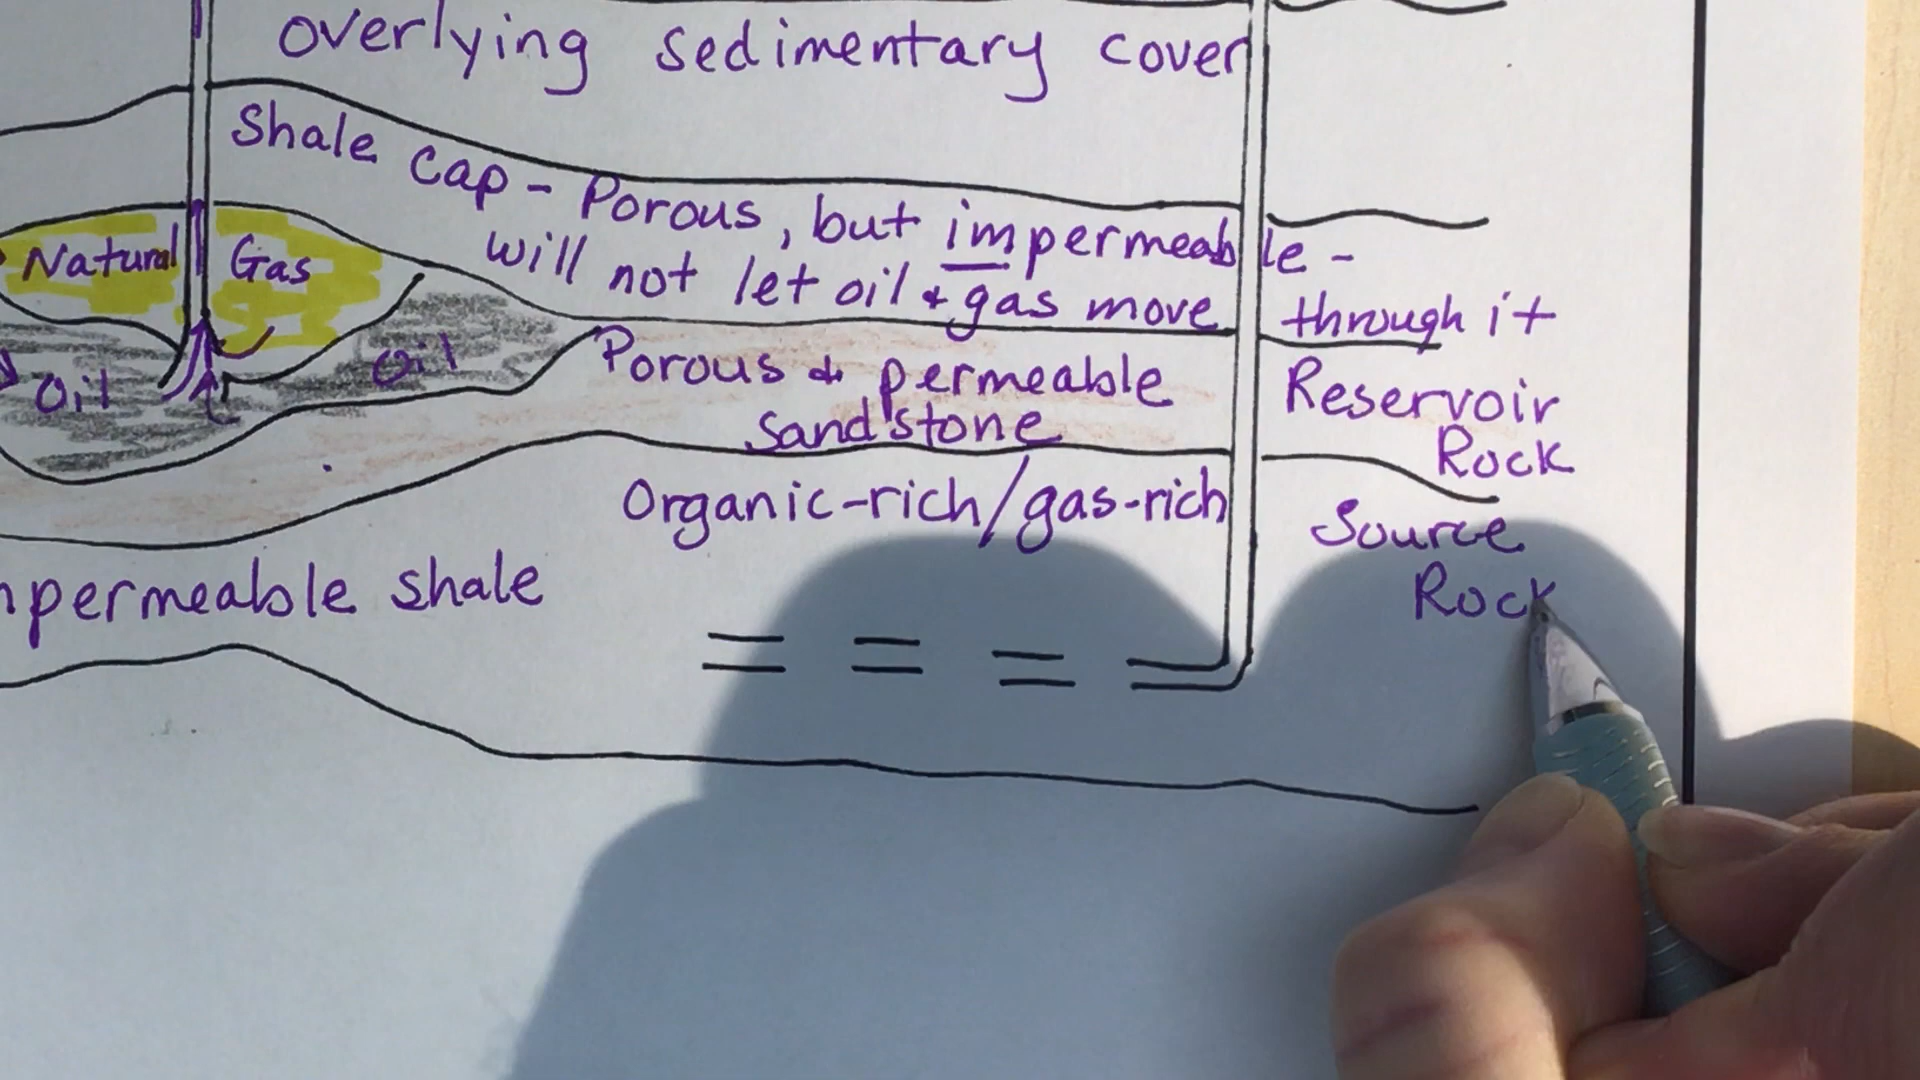 overlying sedimentary cover
Shale Cap - Porous, but impermeable -
will not let oil & gas move through it
Natural Gas
Oil
Oil
Porous & permeable
sandstone
Reservoir
Rock
Organic-rich/gas-rich
Source
Rock
permeable shale